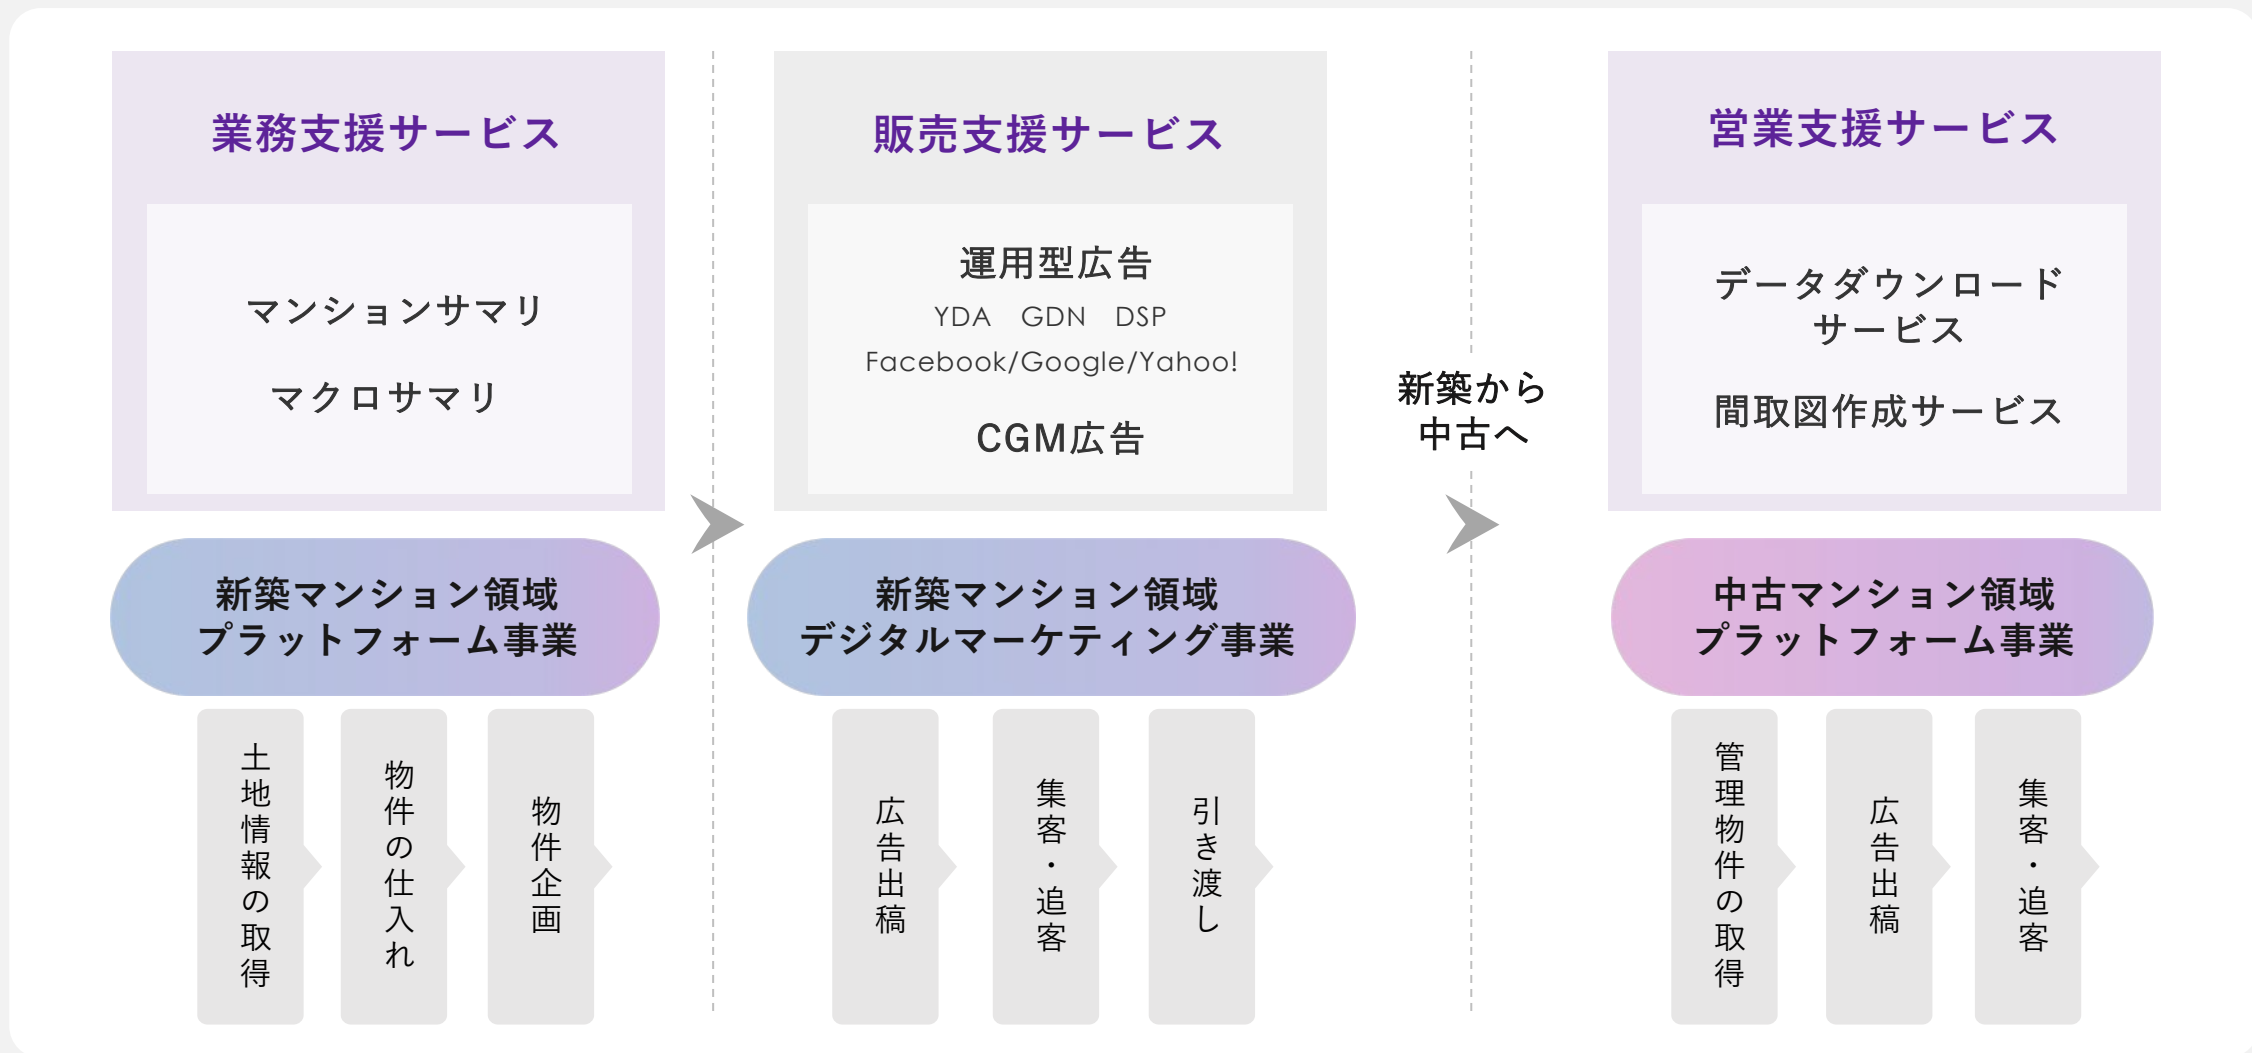 業務支援サービス
マンションサマリ
マクロサマリ
新築マンション領域
プラットフォーム事業
土地情報の取得
物件の仕入れ
物件企画
販売支援サービス
運用型広告
YDA　GDN　DSP
Facebook/Google/Yahoo!
CGM広告
新築マンション領域
デジタルマーケティング事業
広告出稿
集客・追客
引き渡し
新築から
中古へ
営業支援サービス
データダウンロード
サービス
間取図作成サービス
中古マンション領域
プラットフォーム事業
管理物件の取得
広告出稿
集客・追客